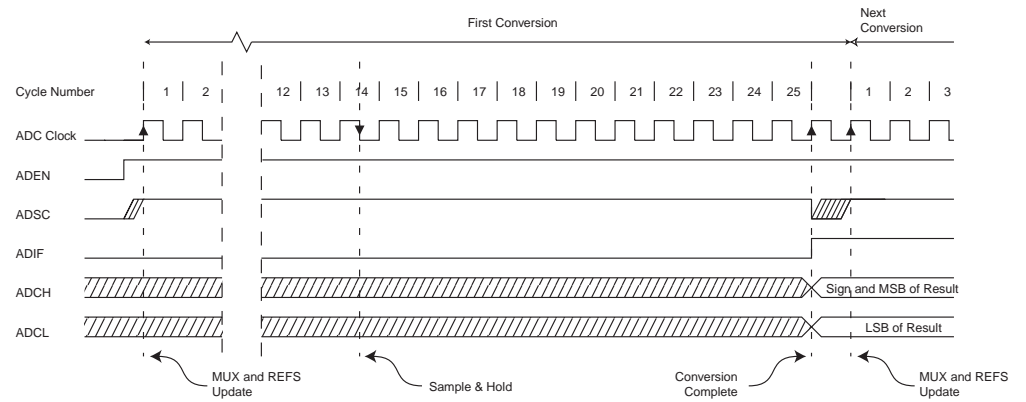 First Conversion
Next
Conversion
Cycle Number 1 2 12 13 14 15 16 17 18 19 20 21 22 23 24 25 1 2 3
ADC Clock
ADEN
ADSC
ADIF
ADCH Sign and MSB of Result
ADCL LSB of Result
MUX and REFS
Update
Sample & Hold
Conversion
Complete
MUX and REFS
Update